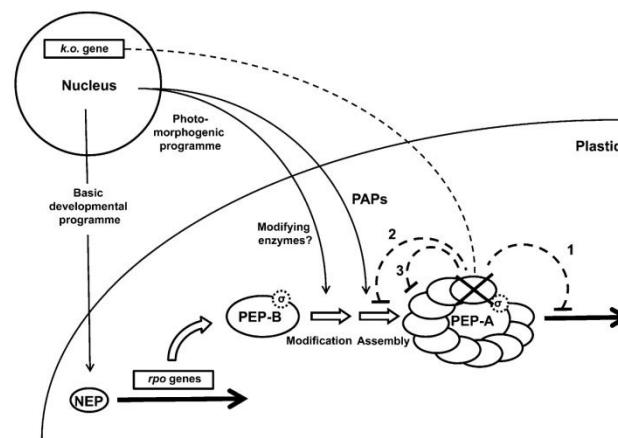 k.o. gene
Nucleus
Photo-
morphogenic
programme
Plastid
Basic
developmental
programme
PAPs
Modifying
enzymes?
2
1
3
σ
σ
PEP-B
PEP-A
Modification
Assembly
rpo genes
NEP